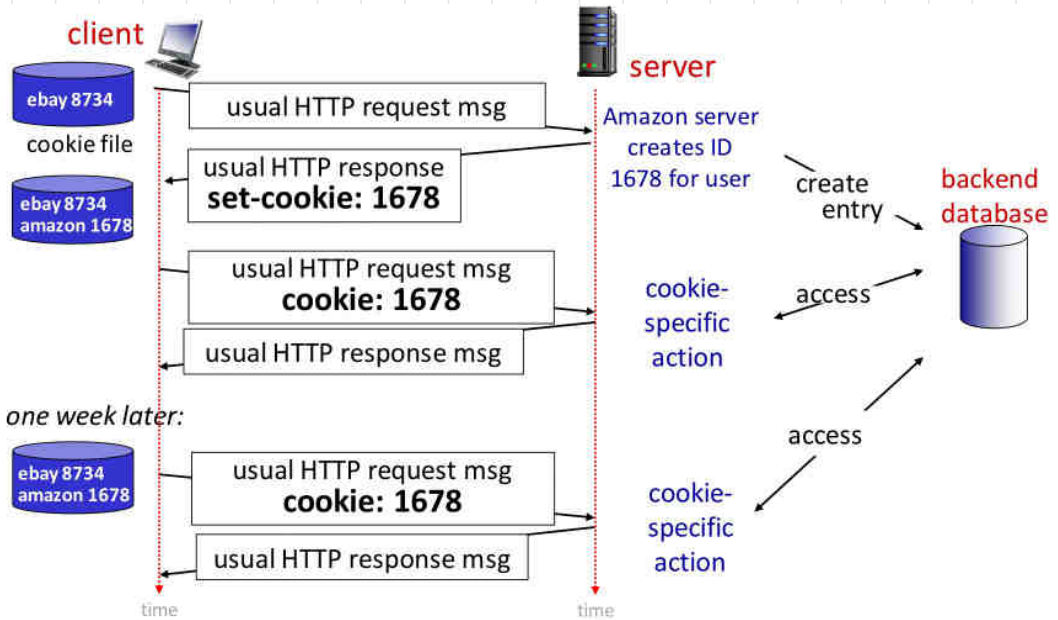 client
server
ebay 8734
cookie file
usual HTTP request msg
Amazon server
creates ID
1678 for user
usual HTTP response
set-cookie: 1678
create
entry
backend
database
ebay 8734
amazon 1678
usual HTTP request msg
cookie: 1678
cookie-
specific
action
access
usual HTTP response msg
one week later:
access
ebay 8734
amazon 1678
usual HTTP request msg
cookie: 1678
cookie-
specific
action
usual HTTP response msg
time
time